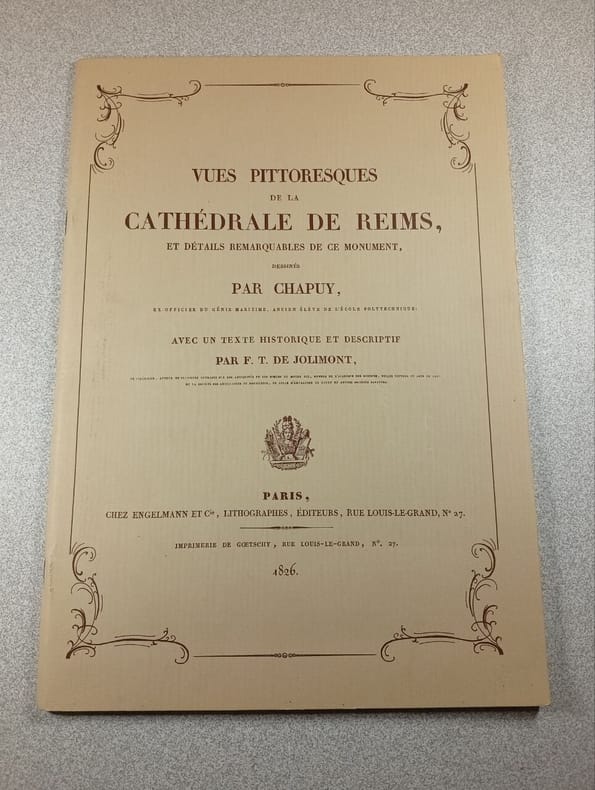 VUES PITTORESQUES
DE LA
CATHÉDRALE DE REIMS,
ET DÉTAILS REMARQUABLES DE CE MONUMENT,
DESSINÉS
PAR CHAPUY,
EX-OFFICIER DU GÉNIE MARITIME, ANCIEN ÉLÈVE DE L'ÉCOLE POLYTECHNIQUE;
AVEC UN TEXTE HISTORIQUE ET DESCRIPTIF
PAR F. T. DE JOLIMONT,
PARIS,
CHEZ ENGELMANN ET Cie, LITHOGRAPHES, ÉDITEURS, RUE LOUIS-LE-GRAND, No 27.
IMPRIMERIE DE GŒTSCHY, RUE LOUIS-LE-GRAND, No. 27.
1826.